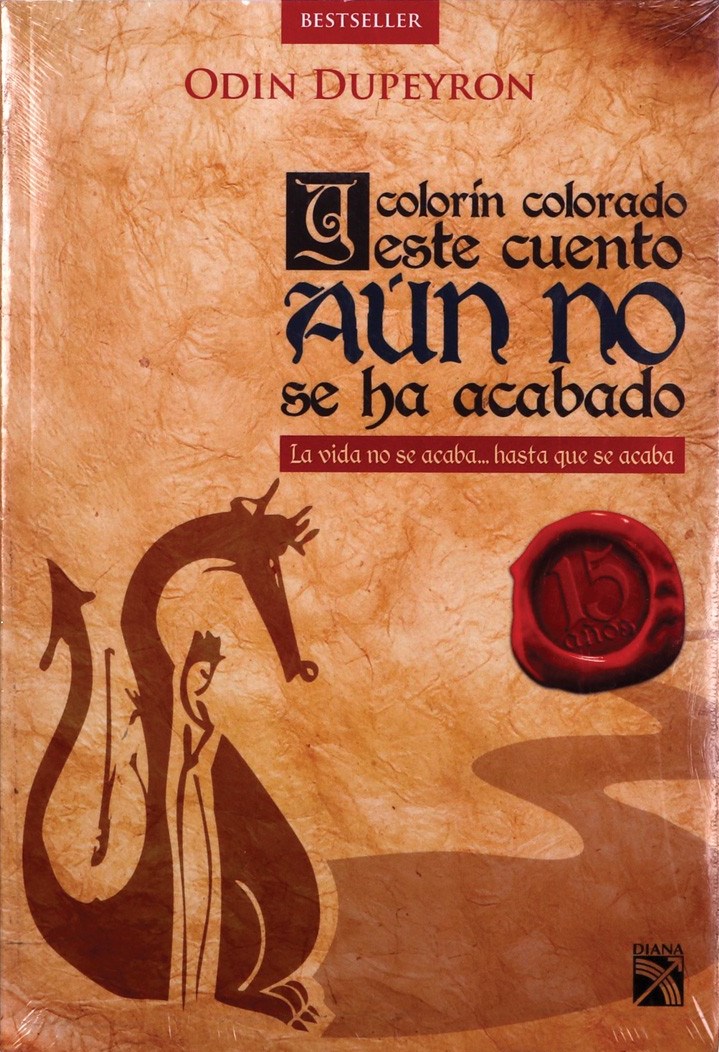 BESTSELLER
ODIN DUPEYRON
Y colorín colorado
este cuento
AÚN NO
se ha acabado
La vida no se acaba... hasta que se acaba
15
años
DIANA